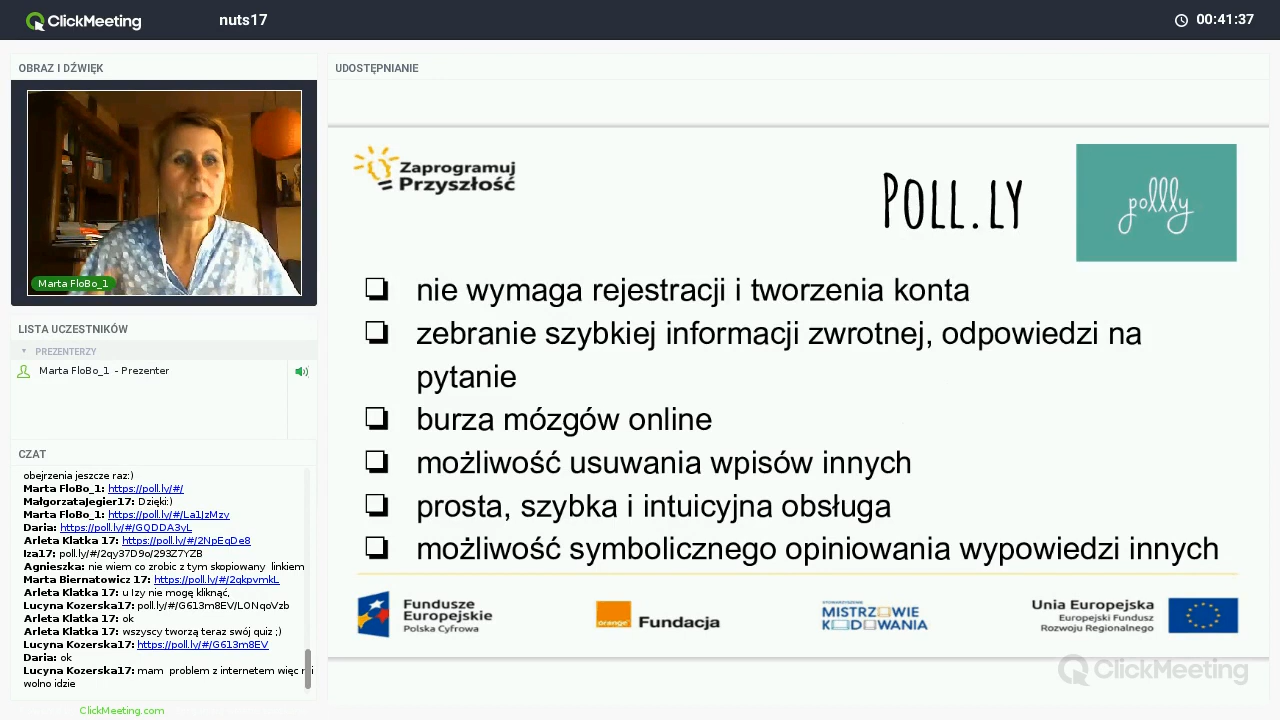 ClickMeeting
nuts17
00:41:37
OBRAZ I DŹWIĘK
Marta FloBo_1
LISTA UCZESTNIKÓW
PREZENTERZY
Marta FloBo_1 - Prezenter
CZAT
obejrzenia jeszcze raz:)
Marta FloBo_1: https://poll.ly/#/
MałgorzataJegier17: Dzięki:)
Marta FloBo_1: https://poll.ly/#/La1JzMzy
Daria: https://poll.ly/#/GQDDA3yL
Arleta Klatka 17: https://poll.ly/#/2NpEqDe8
Iza17: poll.ly/#/2qy37D9o/293Z7YZB
Agnieszka: nie wiem co zrobic z tym skopiowany linkiem
Marta Biernatowicz 17: https://poll.ly/#/2qkpvmkL
Arleta Klatka 17: u Izy nie mogę kliknąć,
Lucyna Kozerska17: poll.ly/#/G613m8EV/L0NqoVzb
Arleta Klatka 17: ok
Arleta Klatka 17: wszyscy tworzą teraz swój quiz ;)
Lucyna Kozerska17: https://poll.ly/#/G613m8EV
Daria: ok
Lucyna Kozerska17: mam problem z internetem więc
wolno idzie
ClickMeeting.com
UDOSTĘPNIANIE
Zaprogramuj
Przyszłość
POLL.LY
pollly
❑ nie wymaga rejestracji i tworzenia konta
❑ zebranie szybkiej informacji zwrotnej, odpowiedzi na
pytanie
❑ burza mózgów online
❑ możliwość usuwania wpisów innych
❑ prosta, szybka i intuicyjna obsługa
❑ możliwość symbolicznego opiniowania wypowiedzi innych
Fundusze
Europejskie
Polska Cyfrowa
orange
Fundacja
STOWARZYSZENIE
MISTRZOWIE
KODOWANIA
Unia Europejska
Europejski Fundusz
Rozwoju Regionalnego
ClickMeeting